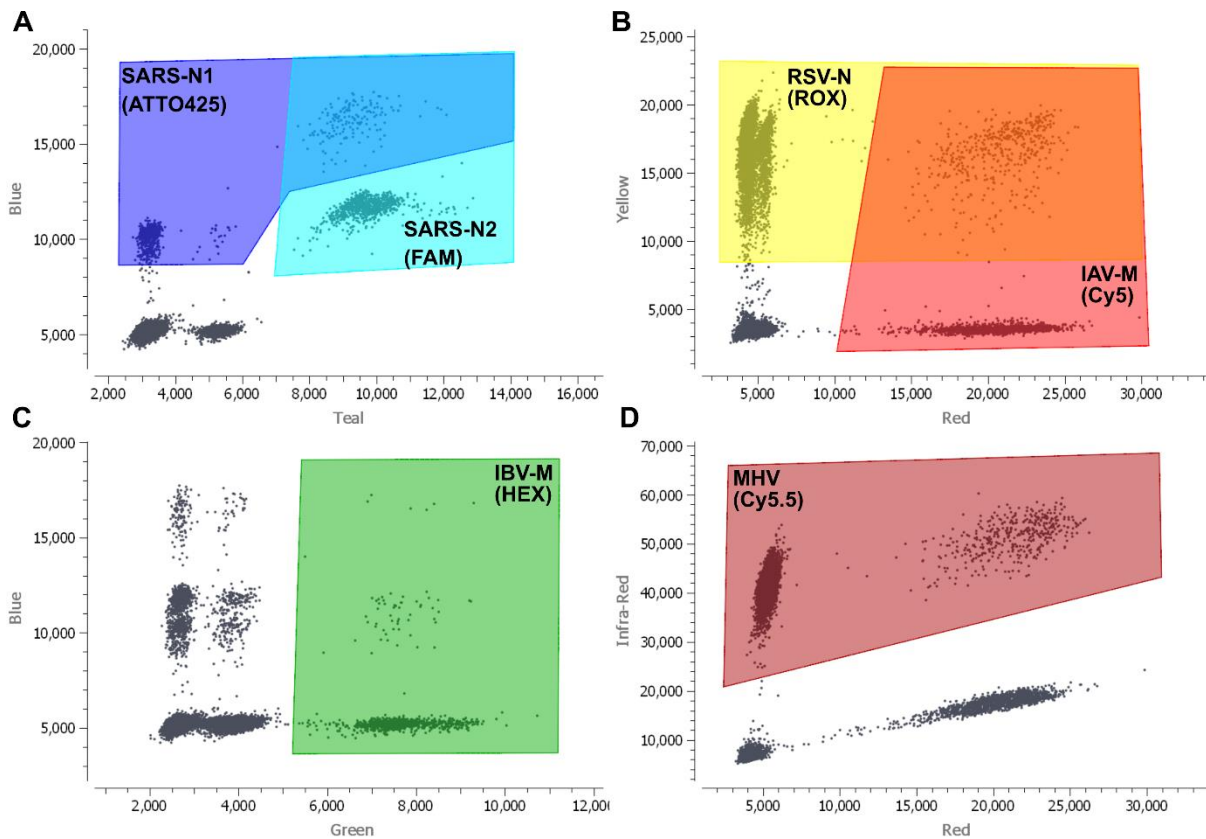 A
20,000
15,000
10,000
5,000
Blue
SARS-N1
(ATTO425)
SARS-N2
(FAM)
2,000 4,000 6,000 8,000 10,000 12,000 14,000 16,000
Teal
B
25,000
20,000
15,000
10,000
5,000
Yellow
RSV-N
(ROX)
IAV-M
(Cy5)
5,000 10,000 15,000 20,000 25,000 30,000
Red
C
20,000
15,000
10,000
5,000
Blue
IBV-M
(HEX)
2,000 4,000 6,000 8,000 10,000 12,000
Green
D
70,000
60,000
50,000
40,000
30,000
20,000
10,000
Infra-Red
MHV
(Cy5.5)
5,000 10,000 15,000 20,000 25,000 30,000
Red